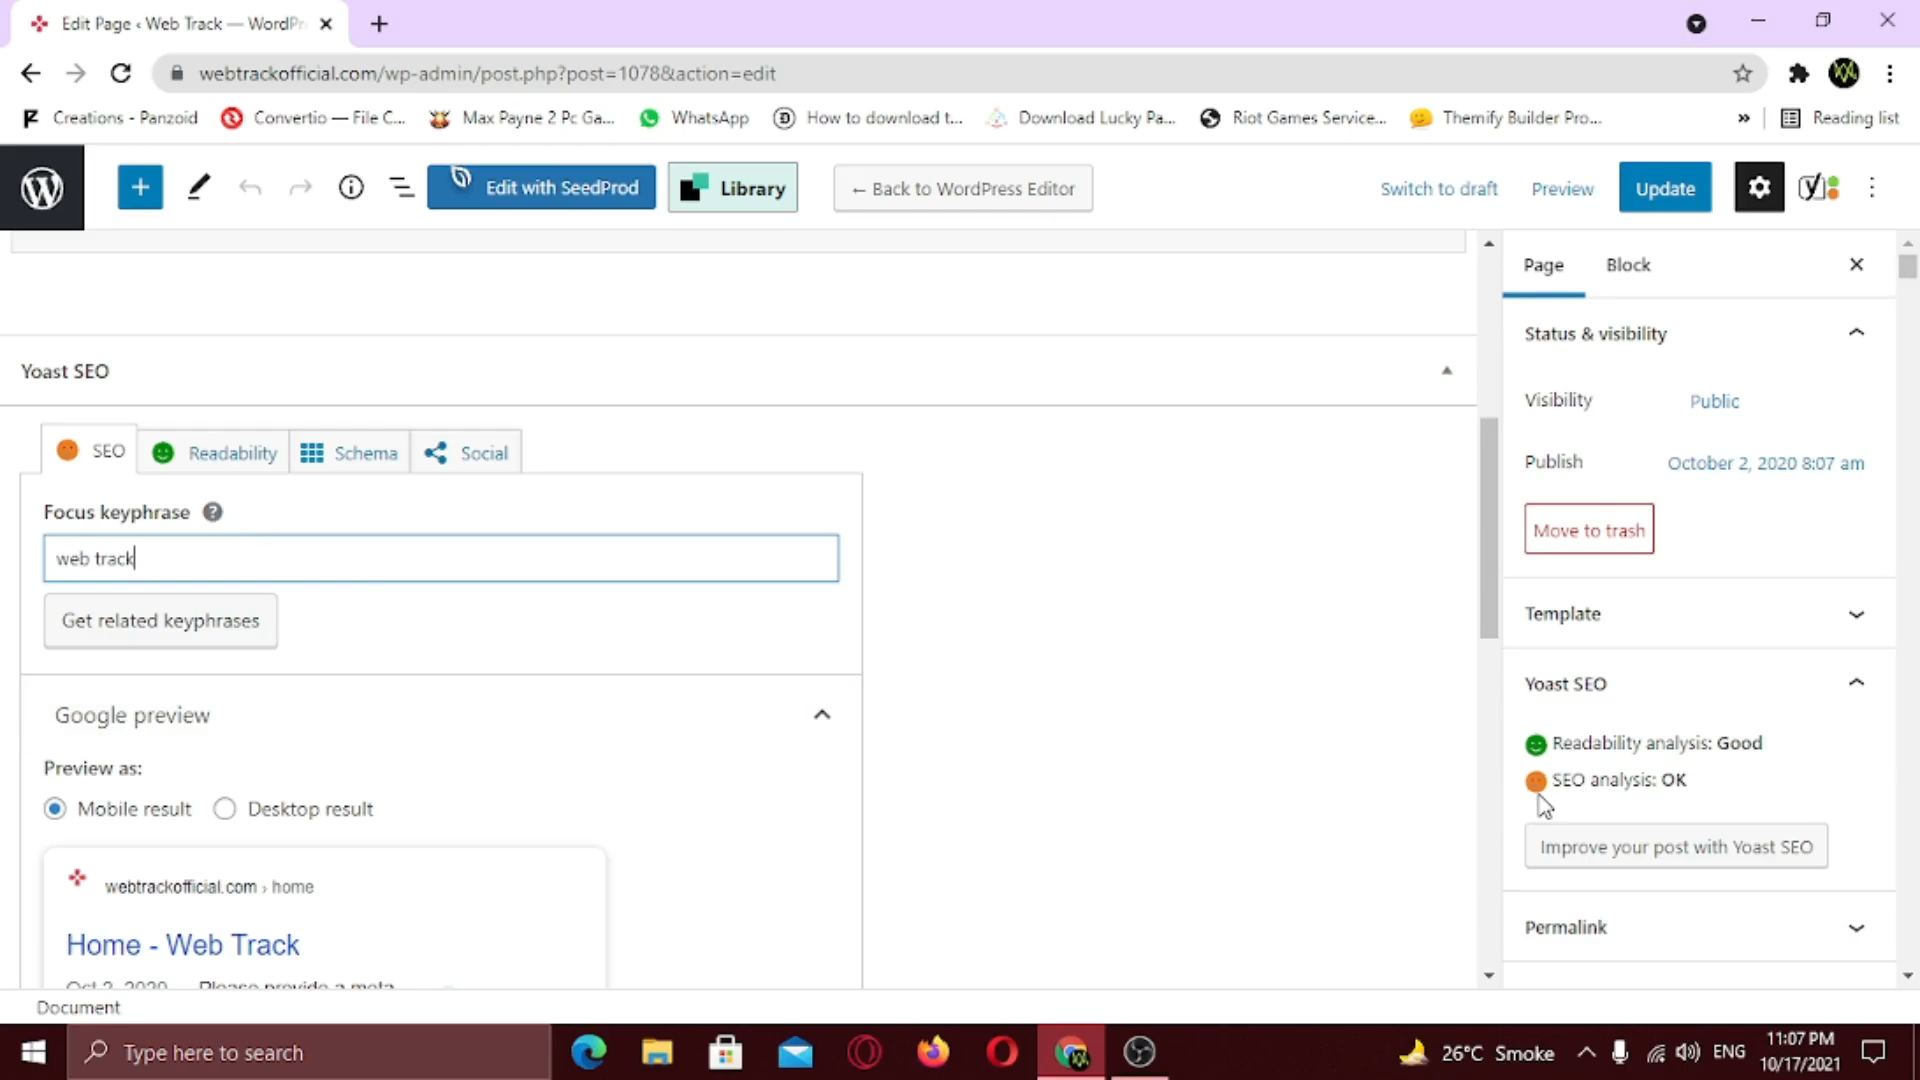 Edit Page ‹ Web Track — WordPr
webtrackofficial.com/wp-admin/post.php?post=1078&action=edit
Creations - Panzoid Convertio — File C... Max Payne 2 Pc Ga... WhatsApp How to download t... Download Lucky Pa... Riot Games Service... Themify Builder Pro... » Reading list
Edit with SeedProd Library ← Back to WordPress Editor Switch to draft Preview Update
Page Block
Status & visibility
Visibility Public
Publish October 2, 2020 8:07 am
Move to trash
Template
Yoast SEO
Readability analysis: Good
SEO analysis: OK
Improve your post with Yoast SEO
Permalink
Yoast SEO
SEO Readability Schema Social
Focus keyphrase
web track
Get related keyphrases
Google preview
Preview as:
Mobile result Desktop result
webtrackofficial.com › home
Home - Web Track
Oct 2, 2020 Please provide a meta
Document
Type here to search
26°C Smoke ENG 11:07 PM
10/17/2021